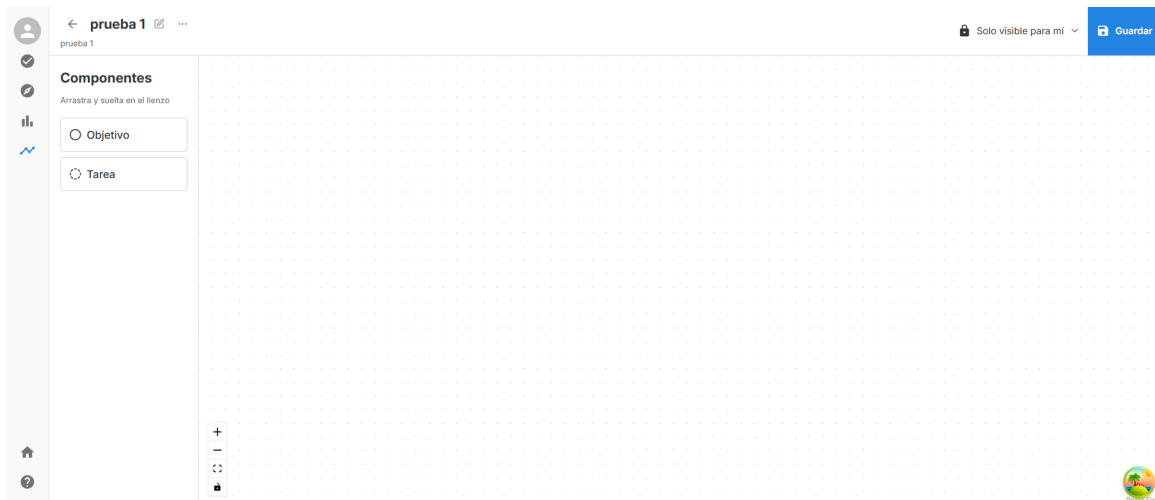 prueba 1
prueba 1
Solo visible para mí
Guardar
Componentes
Arrastra y suelta en el lienzo
Objetivo
Tarea